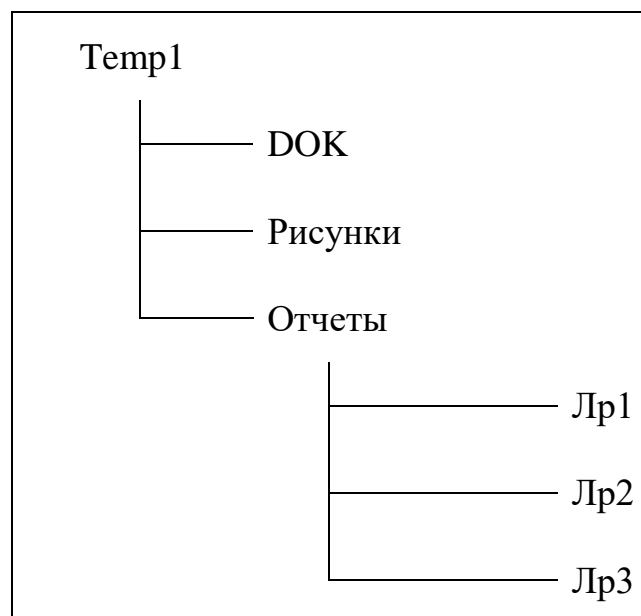 Temp1
DOK
Рисунки
Отчеты
Лр1
Лр2
Лр3